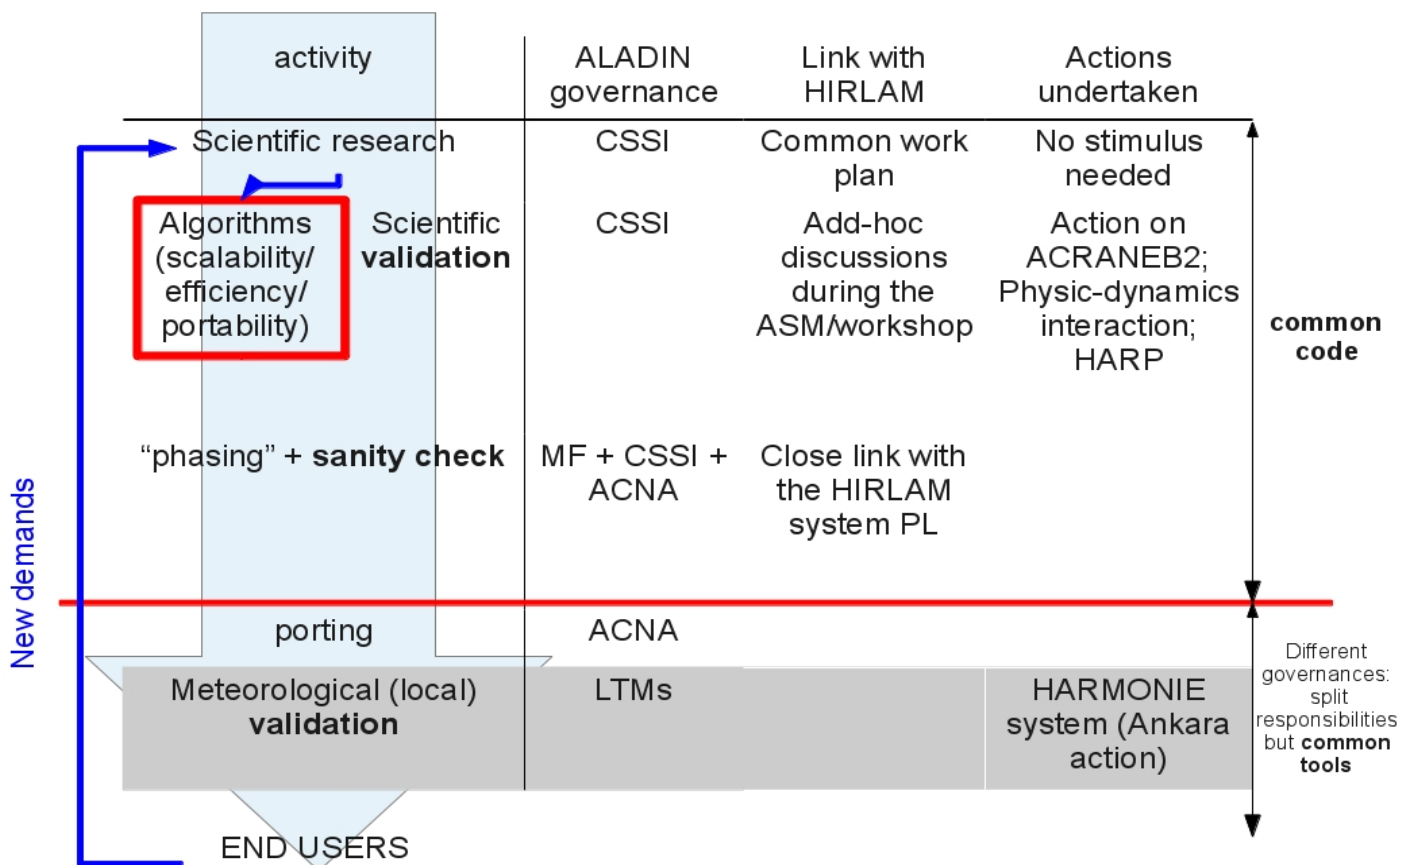 activity
ALADIN
governance
Link with
HIRLAM
Actions
undertaken
Scientific research
CSSI
Common work
plan
No stimulus
needed
Algorithms
(scalability/
efficiency/
portability)
Scientific
validation
CSSI
Add-hoc
discussions
during the
ASM/workshop
Action on
ACRANEB2;
Physic-dynamics
interaction;
HARP
common
code
“phasing” + sanity check
MF + CSSI +
ACNA
Close link with
the HIRLAM
system PL
New demands
porting
ACNA
Meteorological (local)
validation
LTMs
HARMONIE
system (Ankara
action)
Different
governances:
split
responsibilities
but common
tools
END USERS